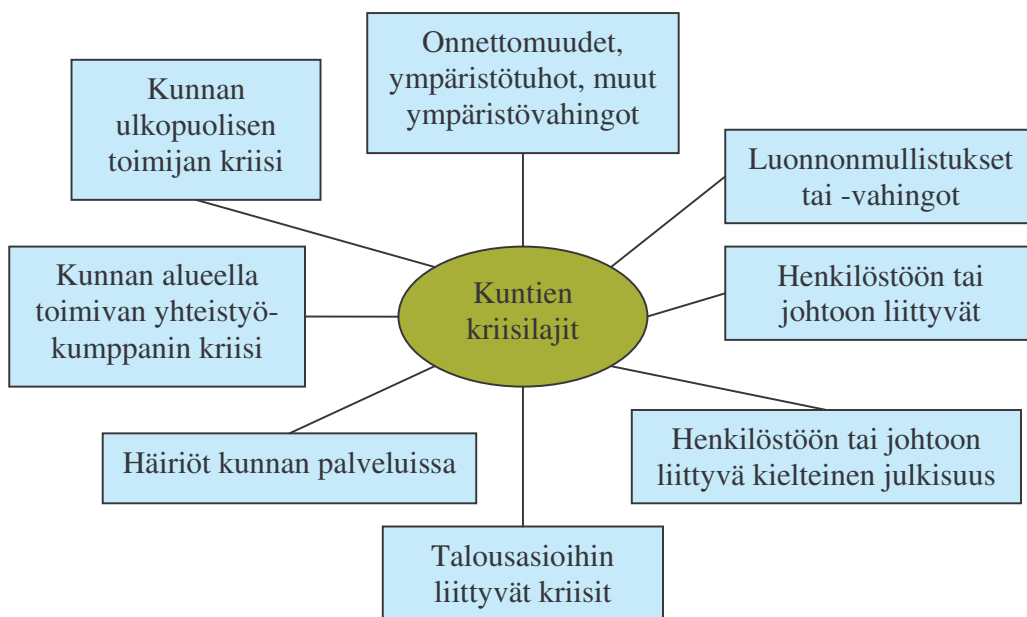 Onnettomuudet,
ympäristötuhot, muut
ympäristövahingot
Kunnan
ulkopuolisen
toimijan kriisi
Luonnonmullistukset
tai -vahingot
Kunnan alueella
toimivan yhteistyö-
kumppanin kriisi
Kuntien
kriisilajit
Henkilöstöön tai
johtoon liittyvät
Häiriöt kunnan palveluissa
Henkilöstöön tai johtoon
liittyvä kielteinen julkisuus
Talousasioihin
liittyvät kriisit